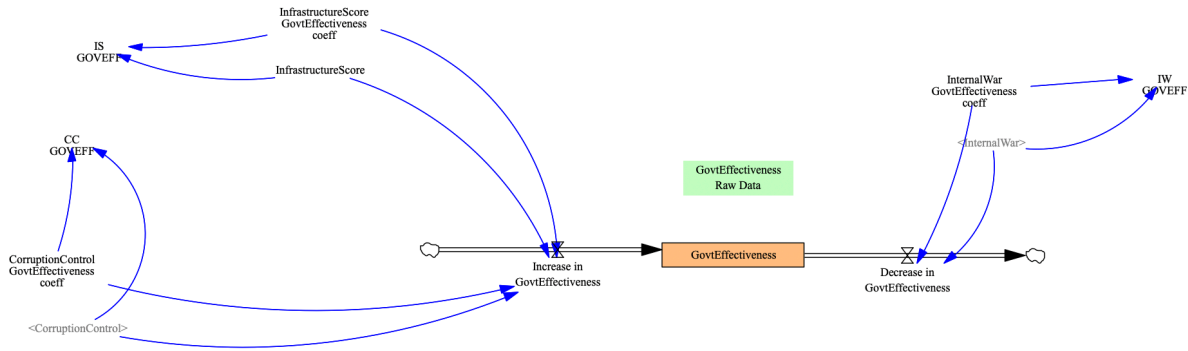 InfrastructureScore
GovtEffectiveness
coeff
IS
GOVEFF
InfrastructureScore
InternalWar
GovtEffectiveness
coeff
IW
GOVEFF
CC
GOVEFF
<InternalWar>
GovtEffectiveness
Raw Data
CorruptionControl
GovtEffectiveness
coeff
Increase in
GovtEffectiveness
GovtEffectiveness
Decrease in
GovtEffectiveness
<CorruptionControl>